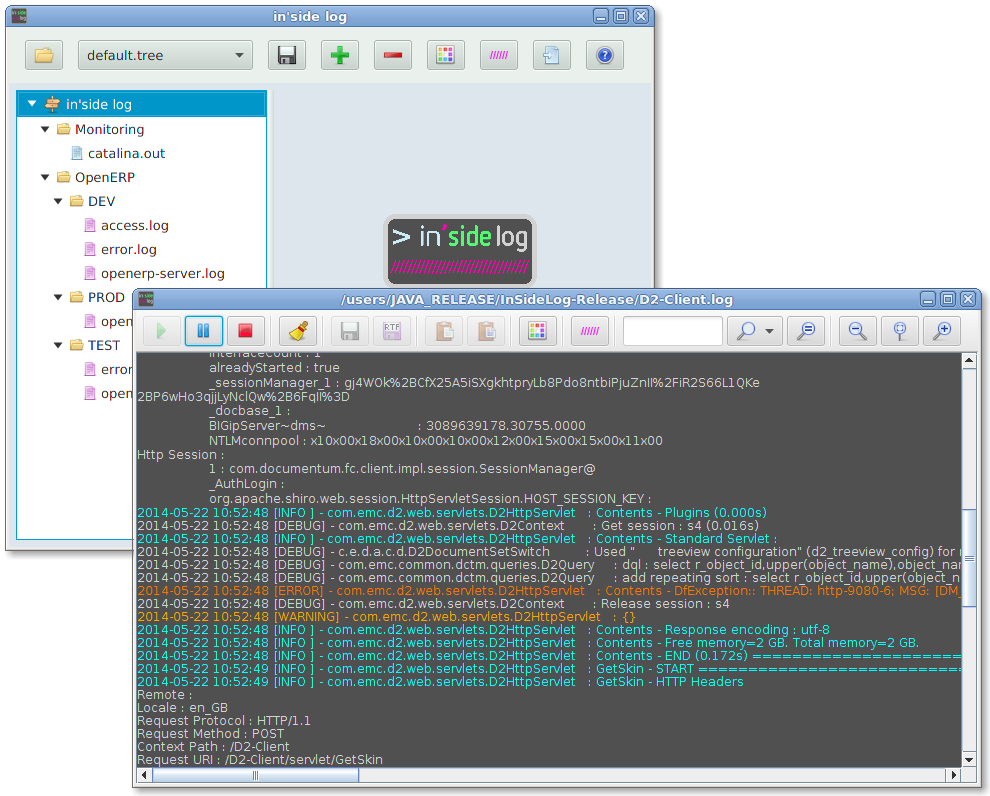 in'side log
default.tree
in'side log
Monitoring
catalina.out
OpenERP
DEV
access.log
error.log
openerp-server.log
PROD
open
TEST
error
open
> in'side log
/users/JAVA_RELEASE/InSideLog-Release/D2-Client.log
RTF
interfaceCount : 1
alreadyStarted : true
_sessionManager_1 : gj4WOk%2BCfX25A5iSXgkhtpryLb8Pdo8ntbiPjuZnIl%2FiR2S66L1QKe
2BP6wHo3qjjLyNclQw%2B6FqII%3D
_docbase_1 :
BIGipServer~dms~ : 3089639178.30755.0000
NTLMconnpool : x10x00x18x00x10x00x10x00x12x00x15x00x15x00x11x00
Http Session :
1 : com.documentum.fc.client.impl.session.SessionManager@
_AuthLogin :
org.apache.shiro.web.session.HttpServletSession.HOST_SESSION_KEY :
2014-05-22 10:52:48 [INFO ] - com.emc.d2.web.servlets.D2HttpServlet : Contents - Plugins (0.000s)
2014-05-22 10:52:48 [DEBUG] - com.emc.d2.web.servlets.D2Context : Get session : s4 (0.016s)
2014-05-22 10:52:48 [INFO ] - com.emc.d2.web.servlets.D2HttpServlet : Contents - Standard Servlet :
2014-05-22 10:52:48 [DEBUG] - c.e.d.a.c.d.D2DocumentSetSwitch : Used " treeview configuration" (d2_treeview_config) for
2014-05-22 10:52:48 [DEBUG] - com.emc.common.dctm.queries.D2Query : dql : select r_object_id,upper(object_name),object_nam
2014-05-22 10:52:48 [DEBUG] - com.emc.common.dctm.queries.D2Query : add repeating sort : select r_object_id,upper(object_n
2014-05-22 10:52:48 [ERROR] - com.emc.d2.web.servlets.D2HttpServlet : Contents - DfException:: THREAD: http-9080-6; MSG: [DM_
2014-05-22 10:52:48 [DEBUG] - com.emc.d2.web.servlets.D2Context : Release session : s4
2014-05-22 10:52:48 [WARNING] - com.emc.d2.web.servlets.D2HttpServlet : {}
2014-05-22 10:52:48 [INFO ] - com.emc.d2.web.servlets.D2HttpServlet : Contents - Response encoding : utf-8
2014-05-22 10:52:48 [INFO ] - com.emc.d2.web.servlets.D2HttpServlet : Contents - Free memory=2 GB. Total memory=2 GB.
2014-05-22 10:52:48 [INFO ] - com.emc.d2.web.servlets.D2HttpServlet : Contents - END (0.172s) ======================
2014-05-22 10:52:49 [INFO ] - com.emc.d2.web.servlets.D2HttpServlet : GetSkin - START ===========================
2014-05-22 10:52:49 [INFO ] - com.emc.d2.web.servlets.D2HttpServlet : GetSkin - HTTP Headers
Remote :
Locale : en_GB
Request Protocol : HTTP/1.1
Request Method : POST
Context Path : /D2-Client
Request URI : /D2-Client/servlet/GetSkin